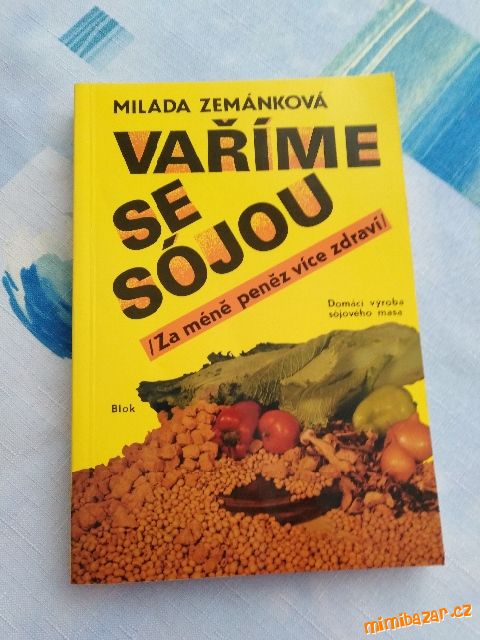 MILADA ZEMÁNKOVÁ
VAŘÍME
SE
SÓJOU
/Za méně peněz více zdraví/
Domácí výroba
sójového masa
Blok
mimibazar.cz